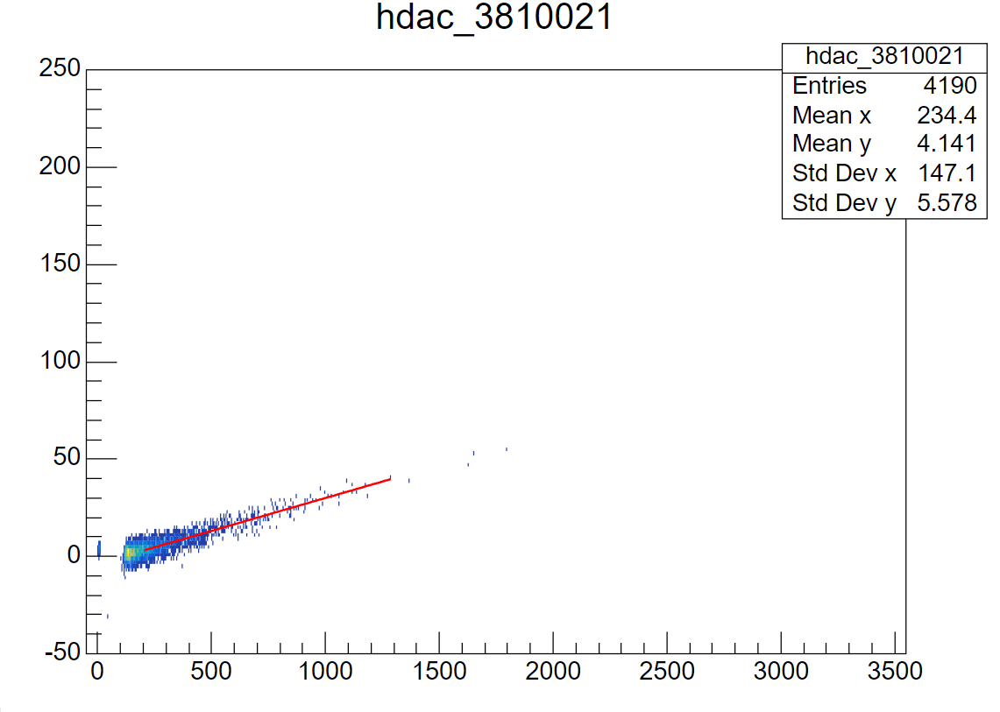 hdac_3810021
hdac_3810021
Entries 4190
Mean x 234.4
Mean y 4.141
Std Dev x 147.1
Std Dev y 5.578
250
200
150
100
50
0
-50
0 500 1000 1500 2000 2500 3000 3500